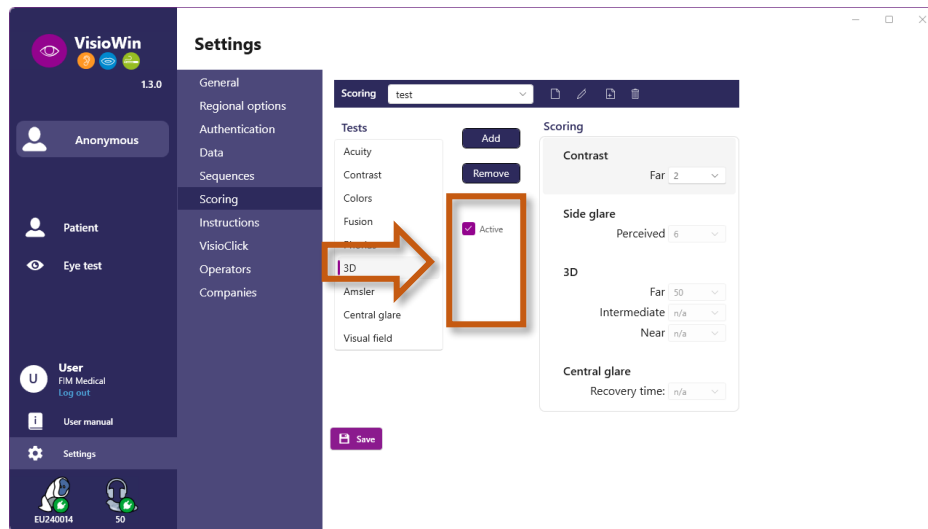 VisioWin
1.3.0
Anonymous
Patient
Eye test
U
User
FIM Medical
Log out
i
User manual
Settings
EU240014
50
Settings
General
Regional options
Authentication
Data
Sequences
Scoring
Instructions
VisioClick
Operators
Companies
Scoring
test
Tests
Acuity
Contrast
Colors
Fusion
3D
Amsler
Central glare
Visual field
Add
Remove
Active
Scoring
Contrast
Far 2
Side glare
Perceived 6
3D
Far 50
Intermediate n/a
Near n/a
Central glare
Recovery time: n/a
Save